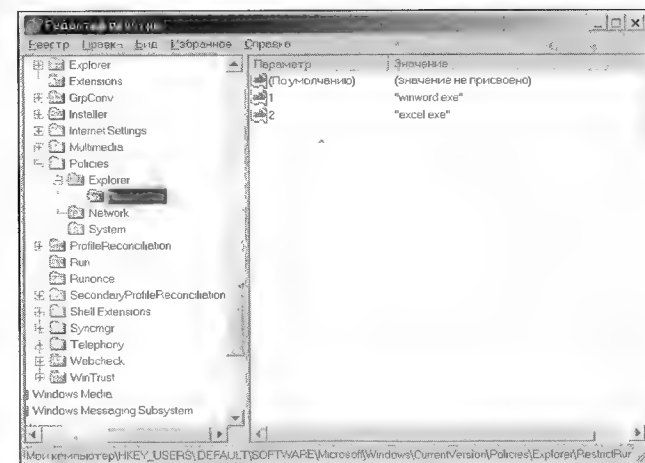 Реестр Правка Вид Избранное Справка
Explorer
Extensions
GrpConv
Installer
Internet Settings
Multimedia
Policies
Explorer
Network
System
ProfileReconciliation
Run
Runonce
SecondaryProfileReconciliation
Shell Extensions
Syncmgr
Telephony
Webcheck
WinTrust
Windows Media
Windows Messaging Subsystem
Параметр Значение
(По умолчанию) (значение не присвоено)
1 "winword exe"
2 "excel exe"
Мой компьютер\HKEY_USERS\.DEFAULT\SOFTWARE\Microsoft\Windows\CurrentVersion\Policies\Explorer\RestrictRun